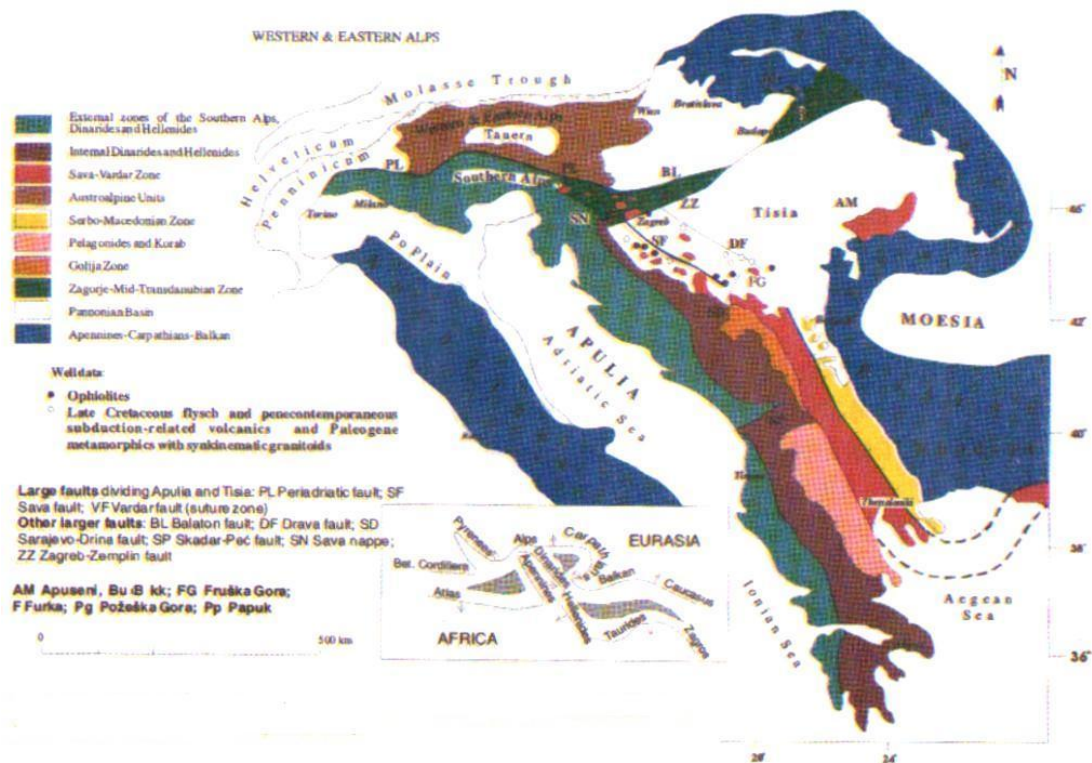 WESTERN & EASTERN ALPS
N
Molasse Trough
Helveticum
Penninicum
Western & Eastern Alps
Tauern
Wien
Bratislava
PL
Southern Alps
BL
ZZ
Tisia
AM
46°
Torino
Milano
SN
Zagreb
SF
DF
FG
Po Plain
APULIA
Adriatic Sea
MOESIA
42°
40°
38°
36°
Thessaloniki
Ionian Sea
Aegean
Sea
20°
24°
External zones of the Southern Alps,
Dinarides and Hellenides
Internal Dinarides and Hellenides
Sava-Vardar Zone
Austroalpine Units
Serbo-Macedonian Zone
Pelagonides and Korab
Golija Zone
Zagorje-Mid-Transdanubian Zone
Pannonian Basin
Apennines-Carpathians-Balkan
Welldata:
Ophiolites
Late Cretaceous flysch and penecontemporaneous
subduction-related volcanics and Paleogene
metamorphics with synkinematic granitoids
Large faults dividing Apulia and Tisia: PL Periadriatic fault; SF
Sava fault; VF Vardar fault (suture zone)
Other larger faults: BL Balaton fault; DF Drava fault; SD
Sarajevo-Drina fault; SP Skadar-Peć fault; SN Sava nappe;
ZZ Zagreb-Zemplin fault
AM Apuseni, FG Fruška Gora;
F Furka; Pg Požeška Gora; Pp Papuk
0 500 km
Pyrenees
Alps
Carpath
EURASIA
Bet. Cordillera
Dinarides
Hellenides
Apennines
Balkan
Caucasus
Atlas
AFRICA
Taurides
Zagros